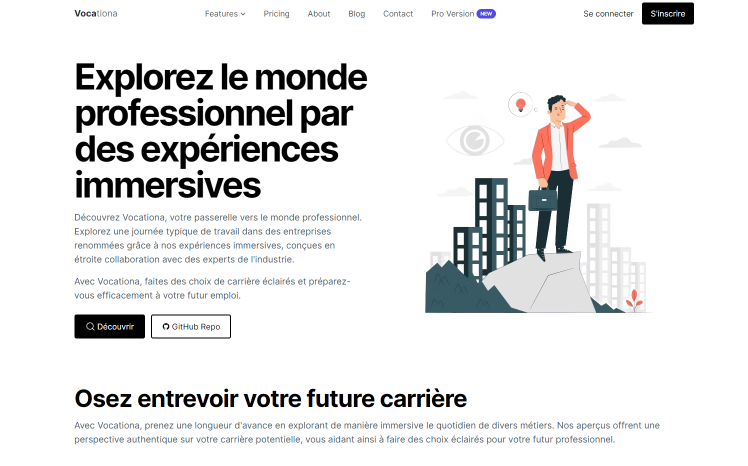 Vocationa
Features
Pricing
About
Blog
Contact
Pro Version NEW
Se connecter
S'inscrire
Explorez le monde
professionnel par
des expériences
immersives
Découvrez Vocationa, votre passerelle vers le monde professionnel.
Explorez une journée typique de travail dans des entreprises
renommées grâce à nos expériences immersives, conçues en
étroite collaboration avec des experts de l'industrie.
Avec Vocationa, faites des choix de carrière éclairés et préparez-
vous efficacement à votre futur emploi.
Découvrir
GitHub Repo
Osez entrevoir votre future carrière
Avec Vocationa, prenez une longueur d'avance en explorant de manière immersive le quotidien de divers métiers. Nos aperçus offrent une
perspective authentique sur votre carrière potentielle, vous aidant ainsi à faire des choix éclairés pour votre futur professionnel.